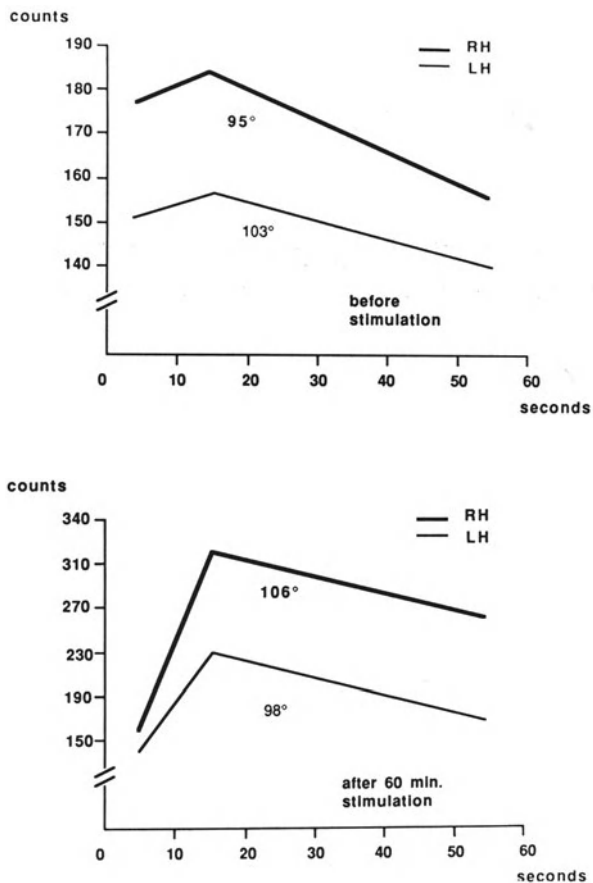 counts
190
180
170
160
150
140
RH
LH
95°
103°
before
stimulation
0 10 20 30 40 50 60
seconds
counts
340
310
270
230
190
150
RH
LH
106°
98°
after 60 min.
stimulation
0 10 20 30 40 50 60
seconds